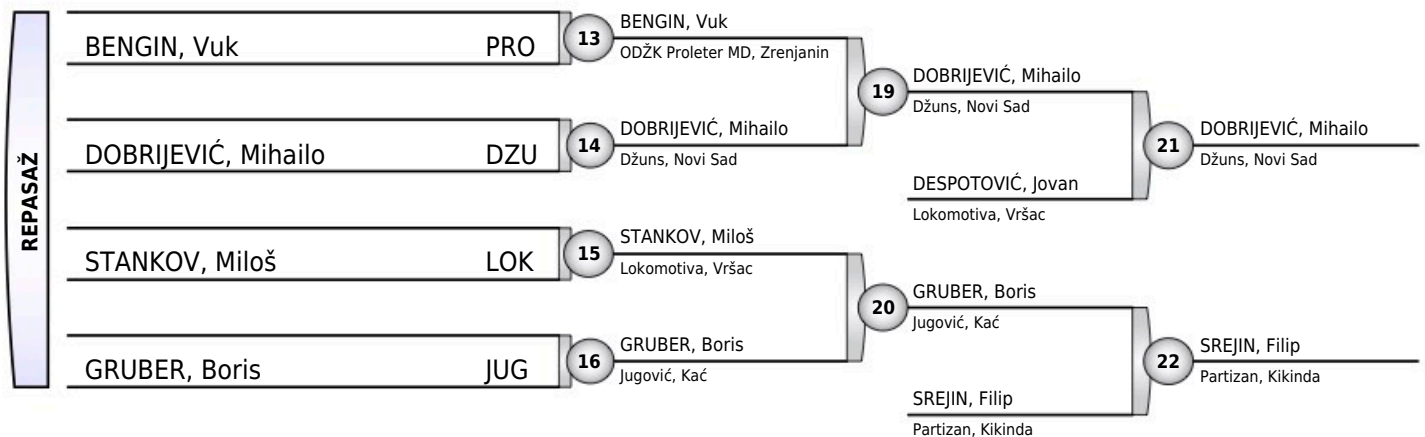 REPASAŽ
BENGIN, Vuk PRO
13
BENGIN, Vuk
ODŽK Proleter MD, Zrenjanin
DOBRIJEVIĆ, Mihailo DZU
14
DOBRIJEVIĆ, Mihailo
Džuns, Novi Sad
STANKOV, Miloš LOK
15
STANKOV, Miloš
Lokomotiva, Vršac
GRUBER, Boris JUG
16
GRUBER, Boris
Jugović, Kać
19
DOBRIJEVIĆ, Mihailo
Džuns, Novi Sad
DESPOTOVIĆ, Jovan
Lokomotiva, Vršac
20
GRUBER, Boris
Jugović, Kać
SREJIN, Filip
Partizan, Kikinda
21
DOBRIJEVIĆ, Mihailo
Džuns, Novi Sad
22
SREJIN, Filip
Partizan, Kikinda